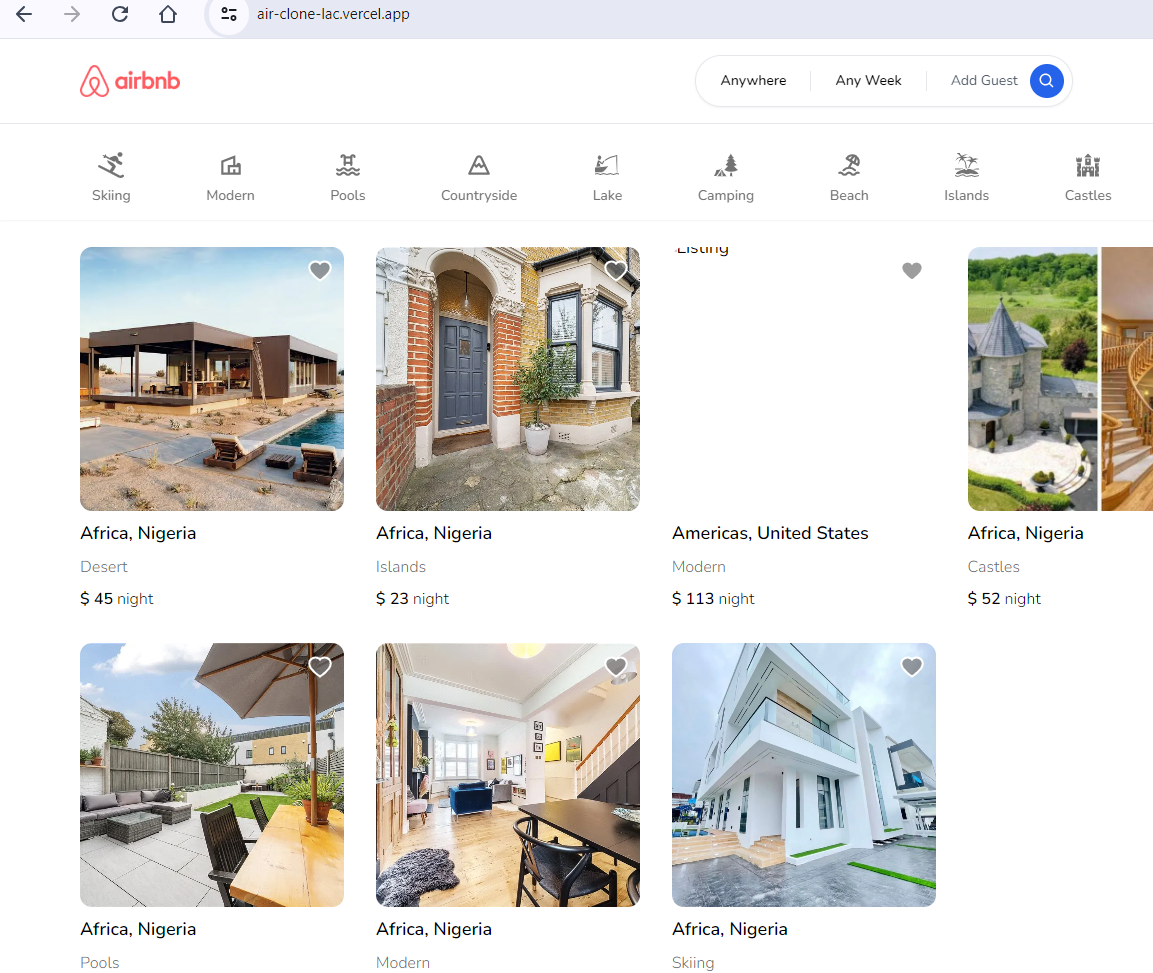 air-clone-lac.vercel.app
airbnb
Anywhere
Any Week
Add Guest
Skiing
Modern
Pools
Countryside
Lake
Camping
Beach
Islands
Castles
Listing
Africa, Nigeria
Desert
$ 45 night
Africa, Nigeria
Islands
$ 23 night
Americas, United States
Modern
$ 113 night
Africa, Nigeria
Castles
$ 52 night
Africa, Nigeria
Pools
Africa, Nigeria
Modern
Africa, Nigeria
Skiing